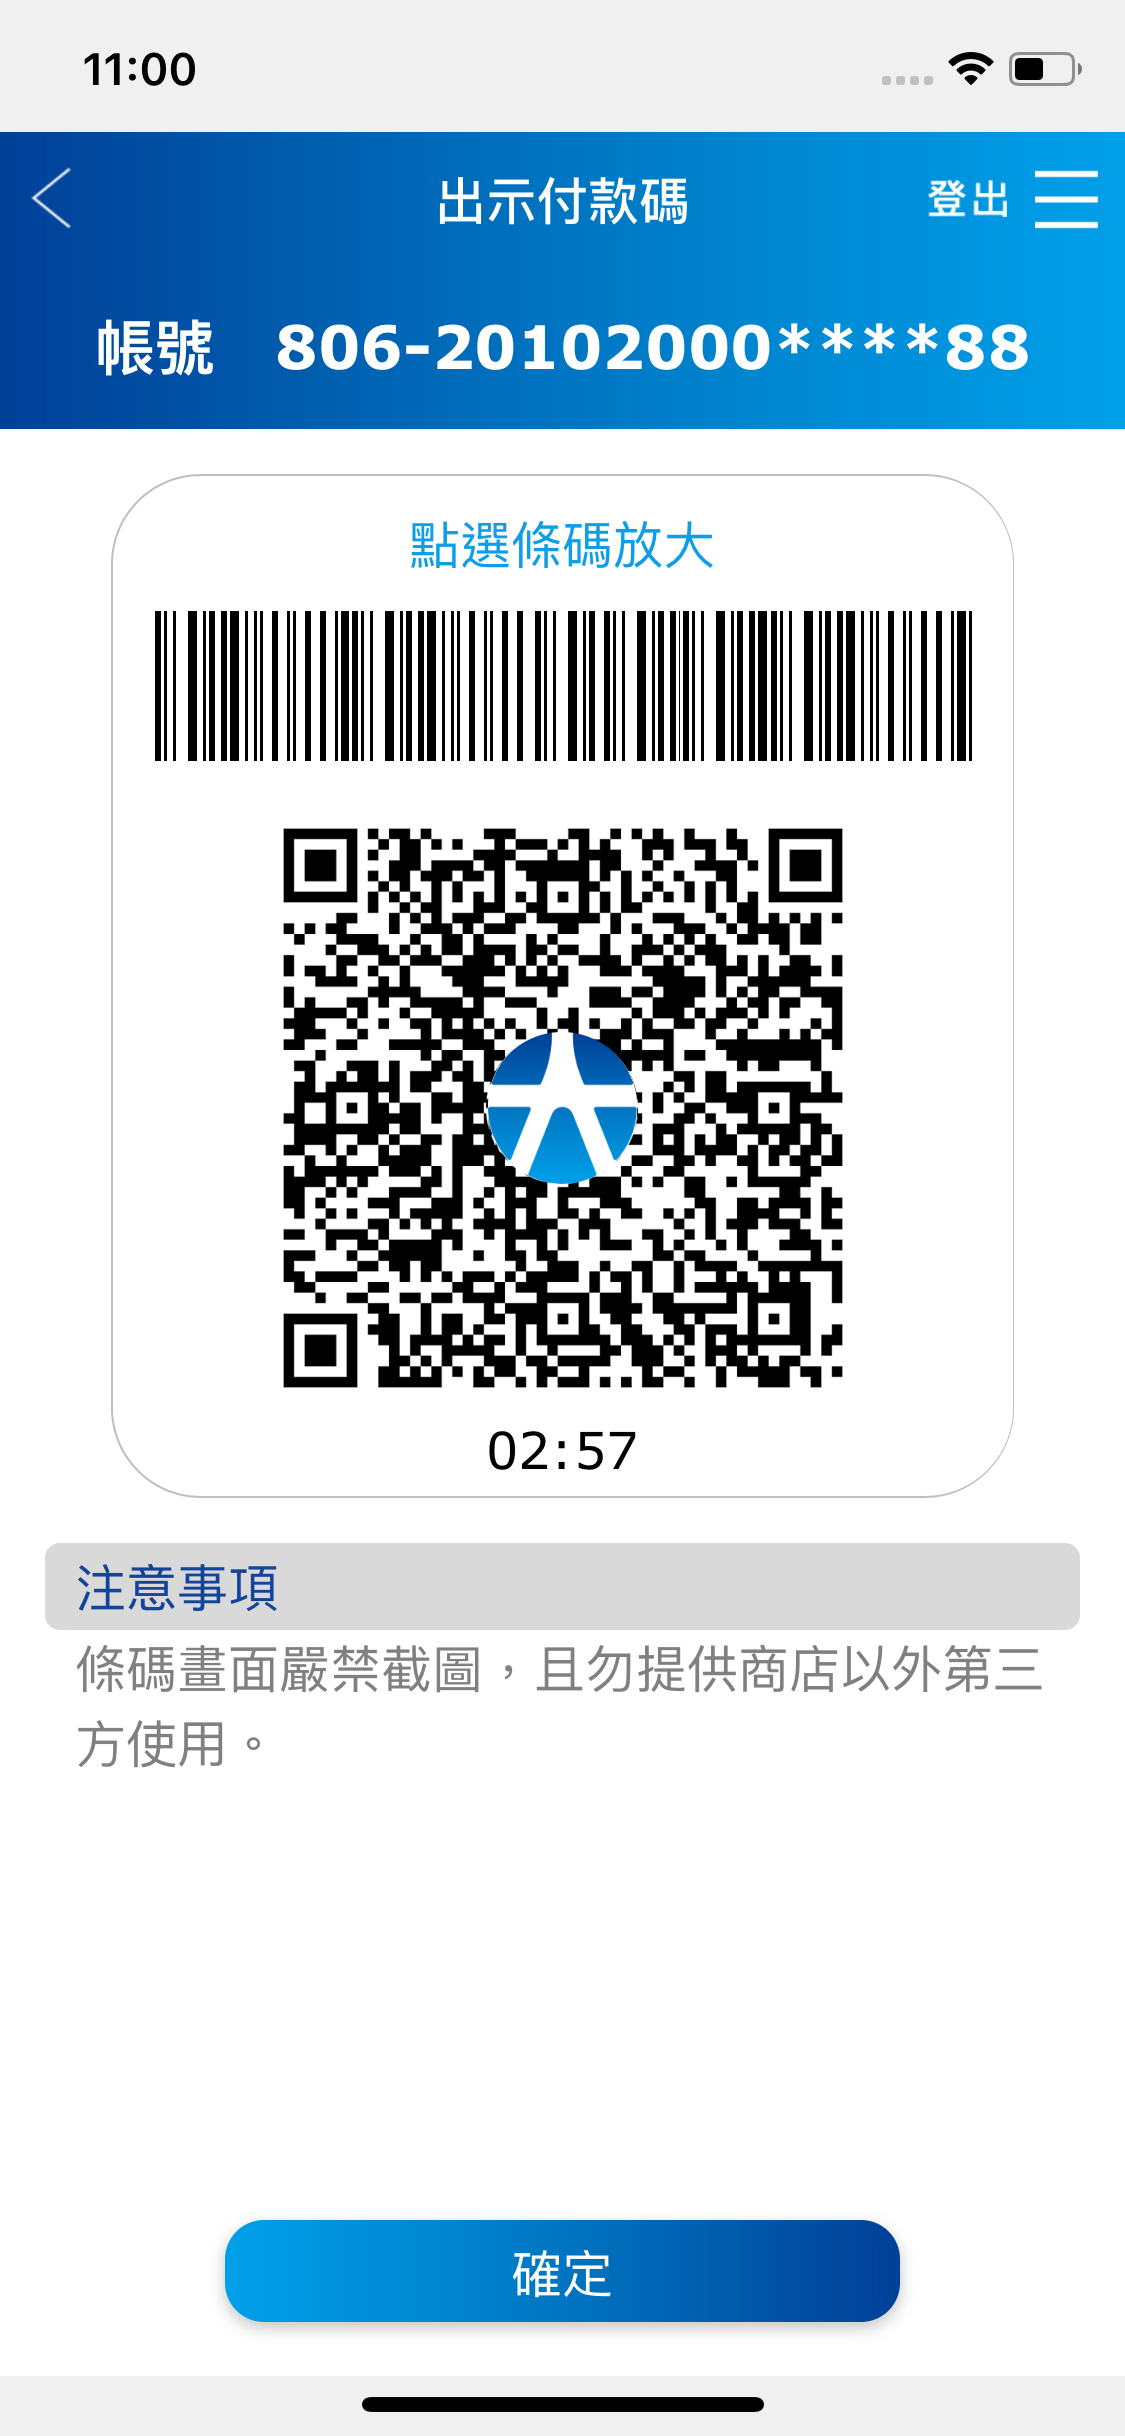 11:00
出示付款碼
登出
帳號 806-20102000****88
點選條碼放大
02:57
注意事項
條碼畫面嚴禁截圖，且勿提供商店以外第三
方使用。
確定